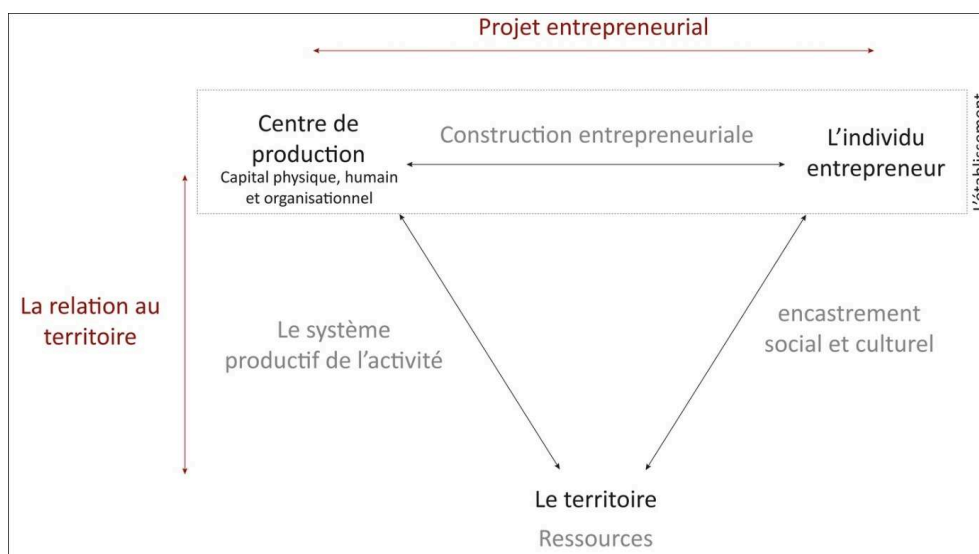 Projet entrepreneurial
Centre de
production
Capital physique, humain
et organisationnel
Construction entrepreneuriale
L'individu
entrepreneur
L'établissement
La relation au
territoire
Le système
productif de l'activité
encastrement
social et culturel
Le territoire
Ressources